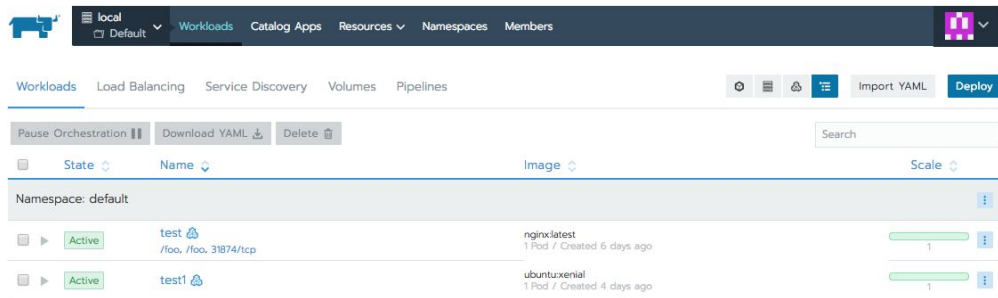 local
Default
Workloads Catalog Apps Resources Namespaces Members
Workloads Load Balancing Service Discovery Volumes Pipelines Import YAML Deploy
Pause Orchestration Download YAML Delete Search
State Name Image Scale
Namespace: default
Active test nginx:latest
/foo, /foo, 31874/tcp 1 Pod / Created 6 days ago 1
Active test1 ubuntu:xenial
1 Pod / Created 4 days ago 1